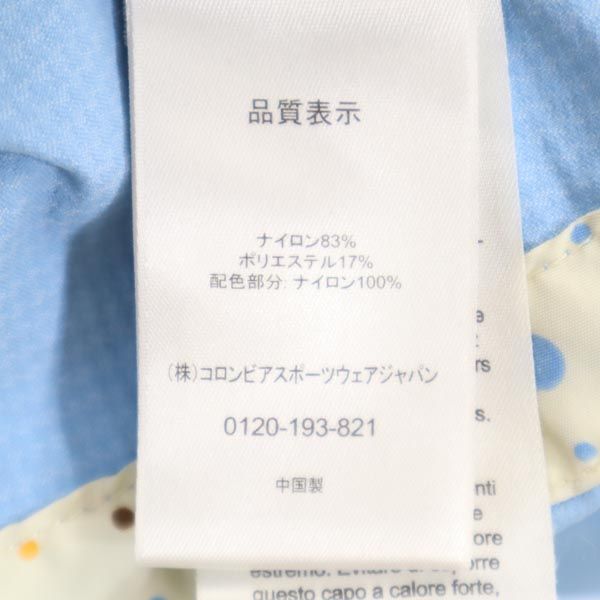 品質表示
ナイロン83%
ポリエステル17%
配色部分: ナイロン100%
(株)コロンビアスポーツウェアジャパン
0120-193-821
中国製
estremo. Evitare di
questo capo a calore forte,